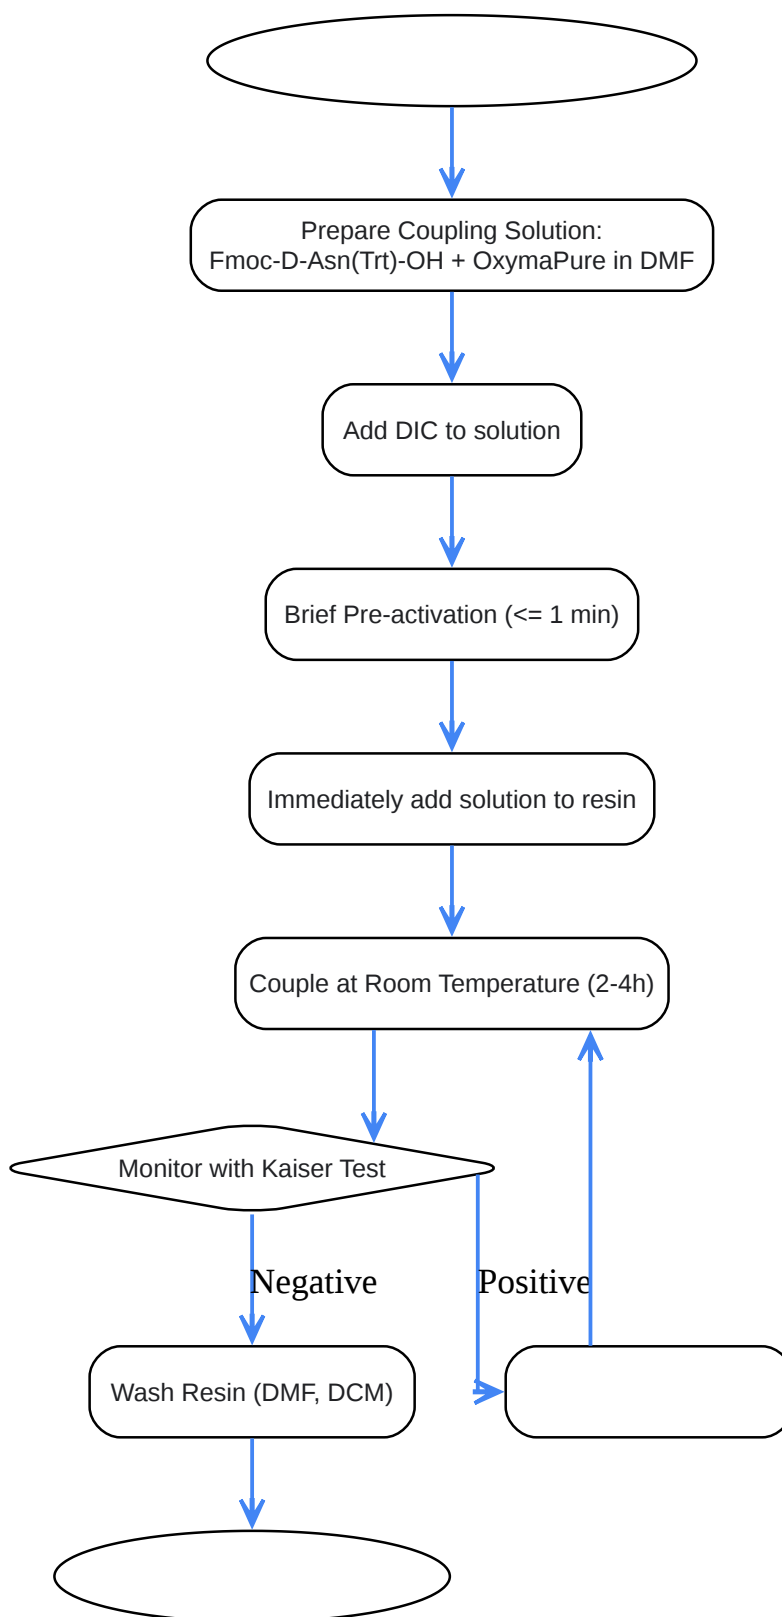 Prepare Coupling Solution:
Fmoc-D-Asn(Trt)-OH + OxymaPure in DMF
Add DIC to solution
Brief Pre-activation (<= 1 min)
Immediately add solution to resin
Couple at Room Temperature (2-4h)
Monitor with Kaiser Test
Negative
Positive
Wash Resin (DMF, DCM)